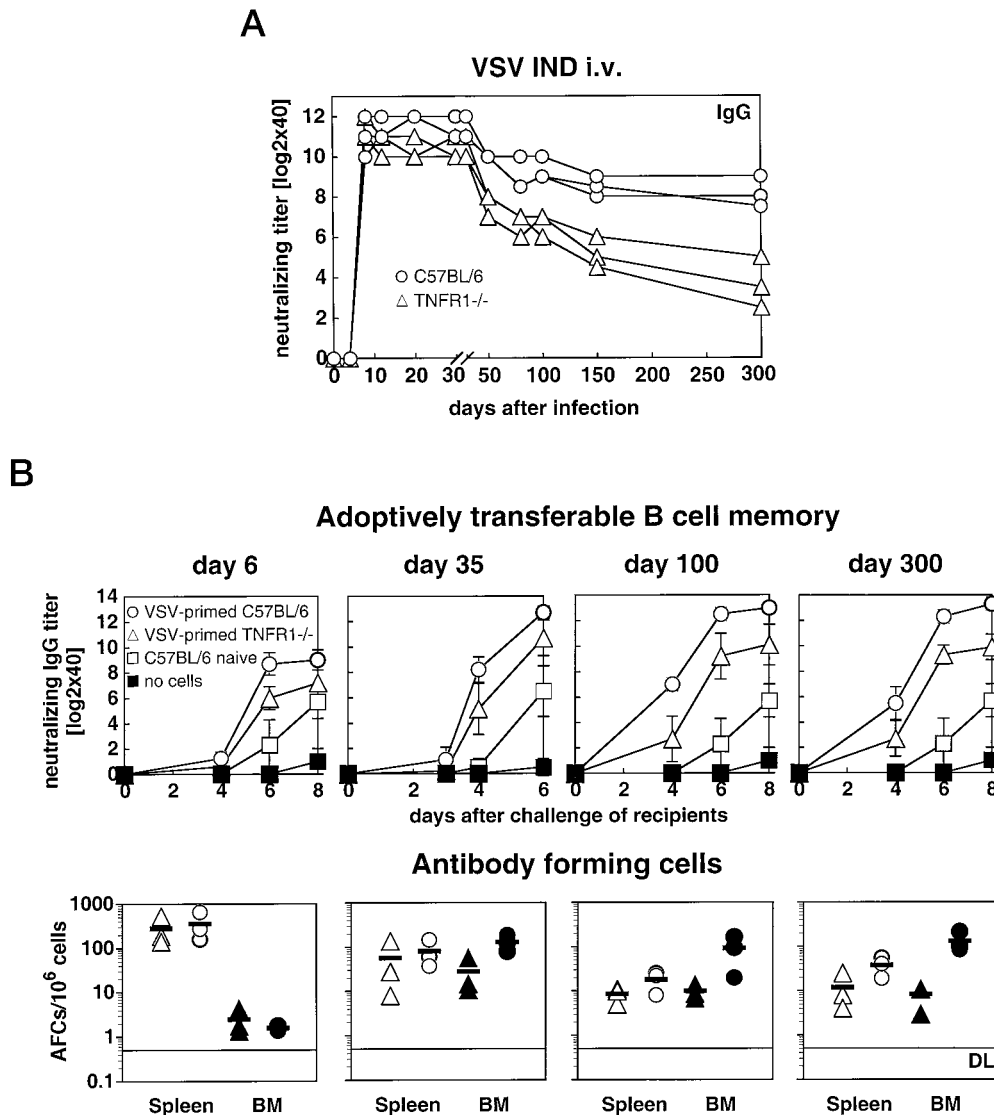 A
VSV IND i.v.
IgG
neutralizing titer [log2x40]
12
10
8
6
4
2
0
C57BL/6
TNFR1-/-
0 10 20 30 50 100 150 200 250 300
days after infection
B
Adoptively transferable B cell memory
day 6 day 35 day 100 day 300
neutralizing IgG titer
[log2x40]
14
12
10
8
6
4
2
0
VSV-primed C57BL/6
VSV-primed TNFR1-/-
C57BL/6 naive
no cells
0 2 4 6 8 0 2 4 6 0 2 4 6 8 0 2 4 6 8
days after challenge of recipients
Antibody forming cells
AFCs/10⁶ cells
1000
100
10
1
0.1
DL
Spleen BM Spleen BM Spleen BM Spleen BM